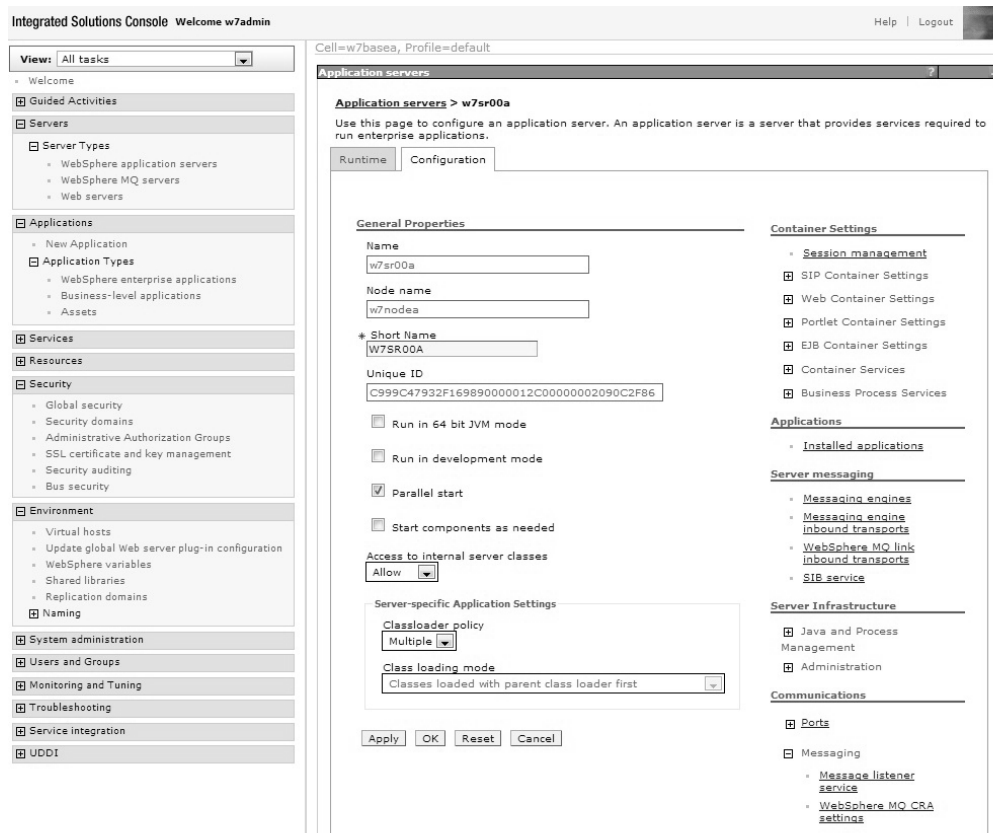 Integrated Solutions Console Welcome w7admin
Help | Logout
View: All tasks
Welcome
Guided Activities
Servers
Server Types
WebSphere application servers
WebSphere MQ servers
Web servers
Applications
New Application
Application Types
WebSphere enterprise applications
Business-level applications
Assets
Services
Resources
Security
Global security
Security domains
Administrative Authorization Groups
SSL certificate and key management
Security auditing
Bus security
Environment
Virtual hosts
Update global Web server plug-in configuration
WebSphere variables
Shared libraries
Replication domains
Naming
System administration
Users and Groups
Monitoring and Tuning
Troubleshooting
Service integration
UDDI
Cell=w7basea, Profile=default
Application servers ?
Application servers > w7sr00a
Use this page to configure an application server. An application server is a server that provides services required to
run enterprise applications.
Runtime Configuration
General Properties
Name
w7sr00a
Node name
w7nodea
* Short Name
W7SR00A
Unique ID
C999C47932F169890000012C00000002090C2F86
Run in 64 bit JVM mode
Run in development mode
Parallel start
Start components as needed
Access to internal server classes
Allow
Server-specific Application Settings
Classloader policy
Multiple
Class loading mode
Classes loaded with parent class loader first
Apply OK Reset Cancel
Container Settings
Session management
SIP Container Settings
Web Container Settings
Portlet Container Settings
EJB Container Settings
Container Services
Business Process Services
Applications
Installed applications
Server messaging
Messaging engines
Messaging engine
inbound transports
WebSphere MQ link
inbound transports
SIB service
Server Infrastructure
Java and Process
Management
Administration
Communications
Ports
Messaging
Message listener
service
WebSphere MQ CRA
settings